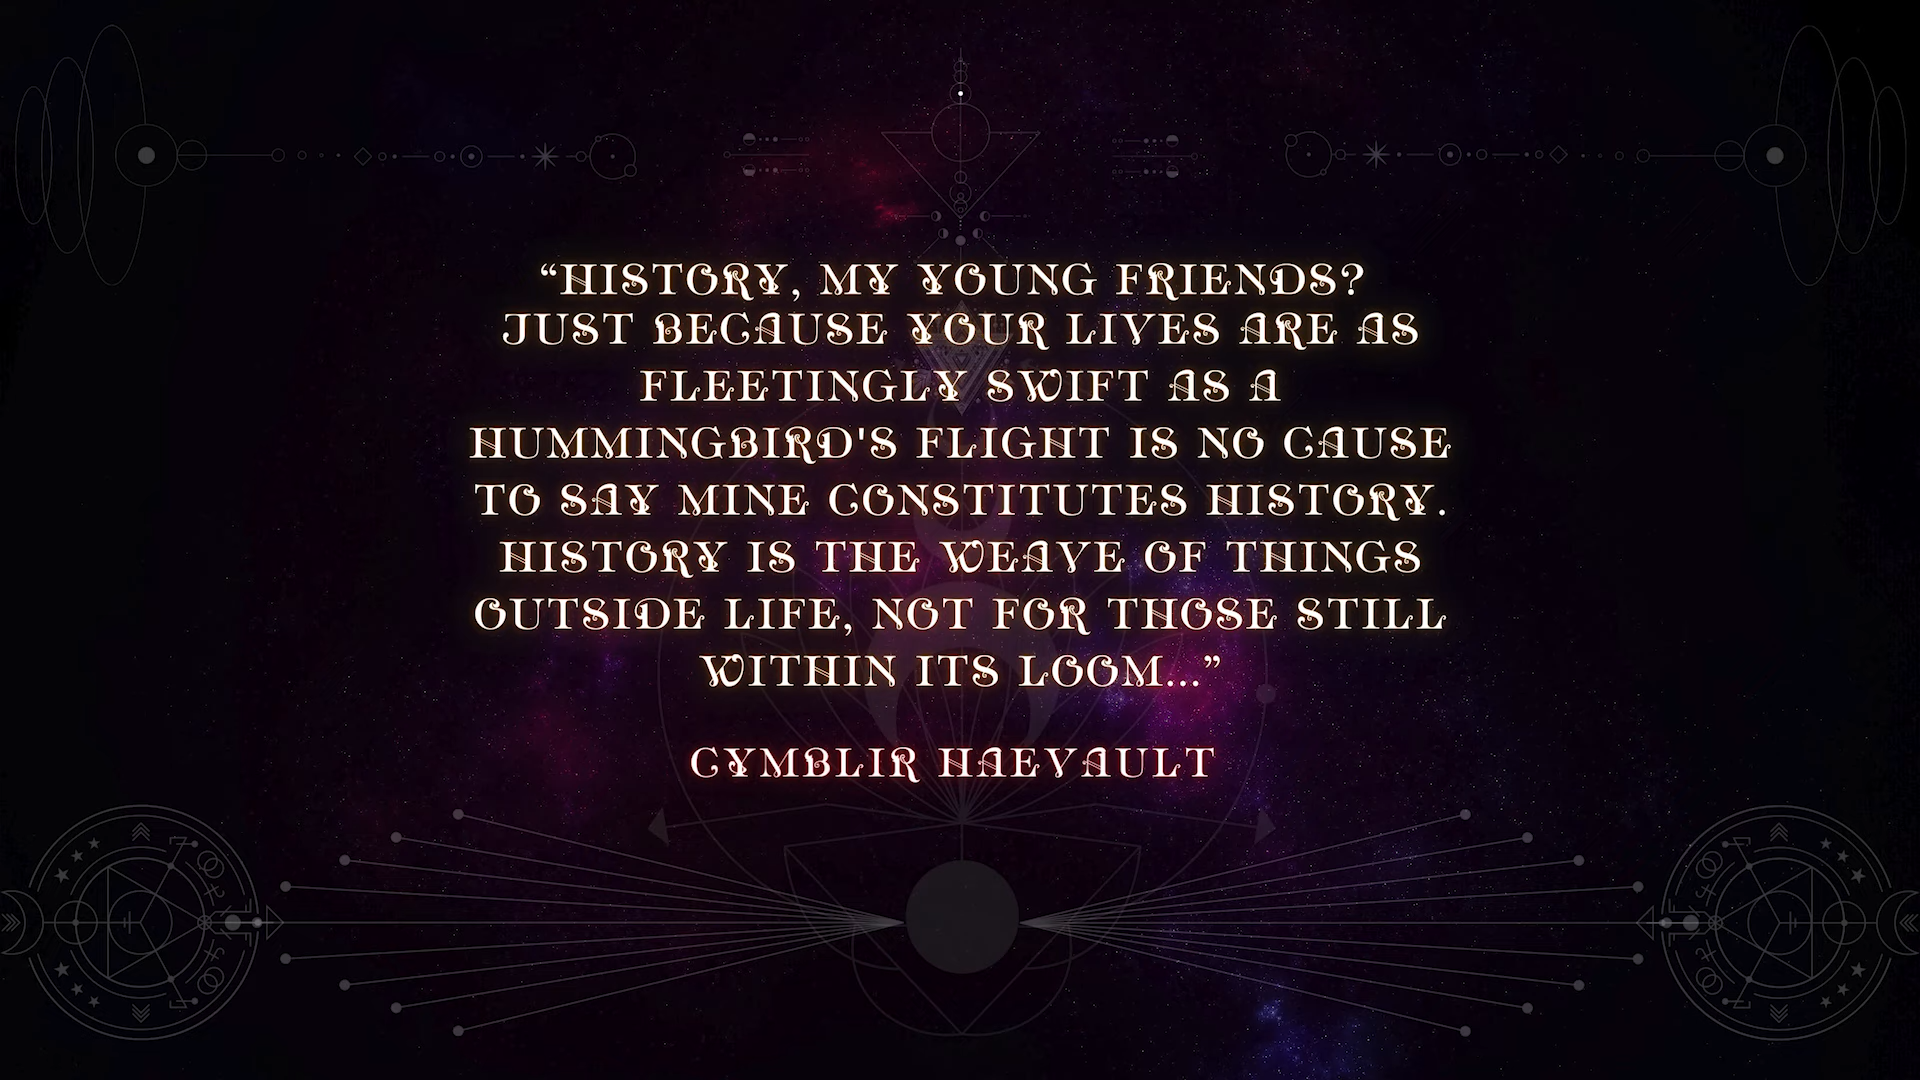 “HISTORY, MY YOUNG FRIENDS?
JUST BECAUSE YOUR LIVES ARE AS
FLEETINGLY SWIFT AS A
HUMMINGBIRD'S FLIGHT IS NO CAUSE
TO SAY MINE CONSTITUTES HISTORY.
HISTORY IS THE WEAVE OF THINGS
OUTSIDE LIFE, NOT FOR THOSE STILL
WITHIN ITS LOOM...”
CYMBLIR HAEVAULT